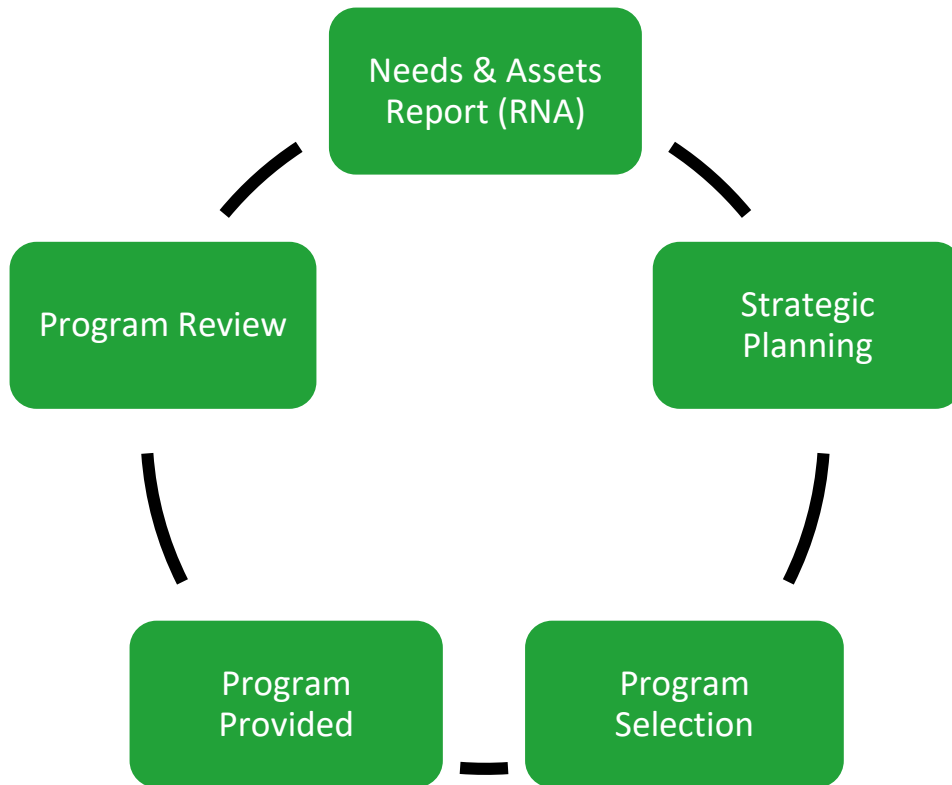 Needs & Assets
Report (RNA)
Strategic
Planning
Program
Selection
Program
Provided
Program Review